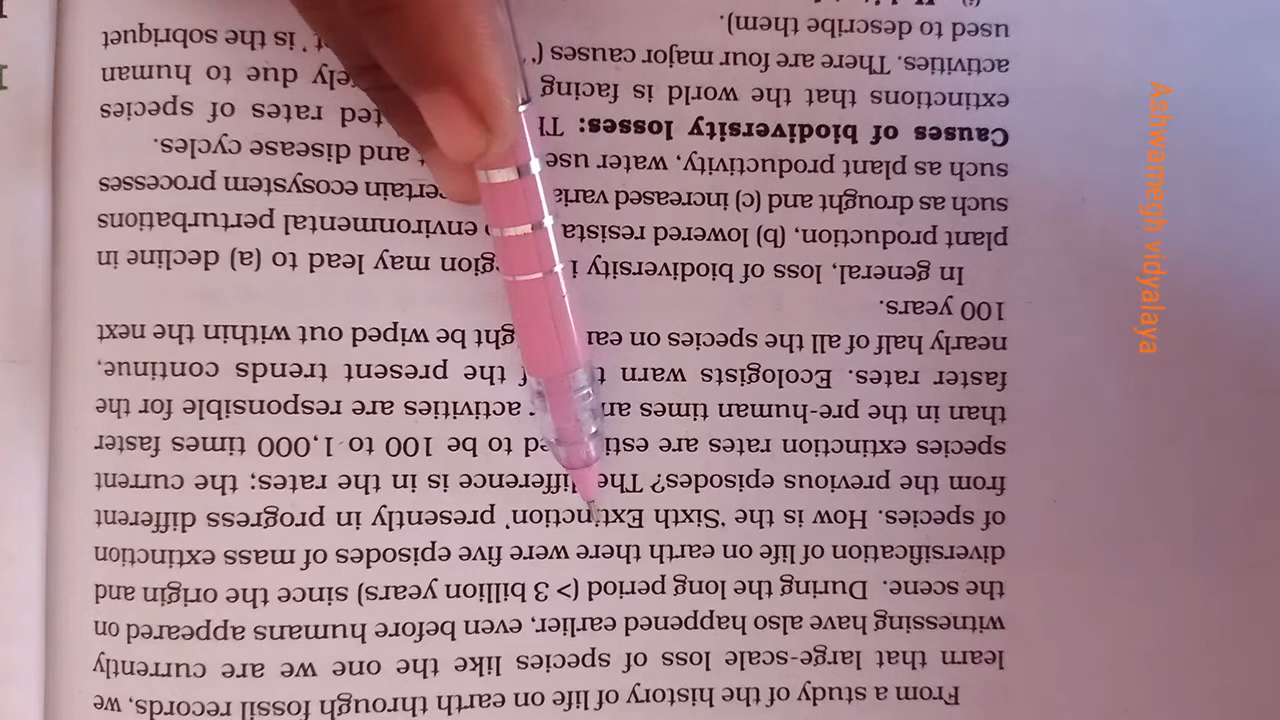 From a study of the history of life on earth through fossil records, we
learn that large-scale loss of species like the one we are currently
witnessing have also happened earlier, even before humans appeared on
the scene. During the long period (> 3 billion years) since the origin and
diversification of life on earth there were five episodes of mass extinction
of species. How is the 'Sixth Extinction' presently in progress different
from the previous episodes? The difference is in the rates; the current
species extinction rates are esti ed to be 100 to 1,000 times faster
than in the pre-human times an activities are responsible for the
faster rates. Ecologists warn t f the present trends continue,
nearly half of all the species on ear ght be wiped out within the next
100 years.
In general, loss of biodiversity i gion may lead to (a) decline in
plant production, (b) lowered resista environmental perturbations
such as drought and (c) increased varia certain ecosystem processes
such as plant productivity, water use t and disease cycles.
Causes of biodiversity losses: Th ted rates of species
extinctions that the world is facing rely due to human
activities. There are four major causes (' t' is the sobriquet
used to describe them).
Ashwamegh vidyalaya